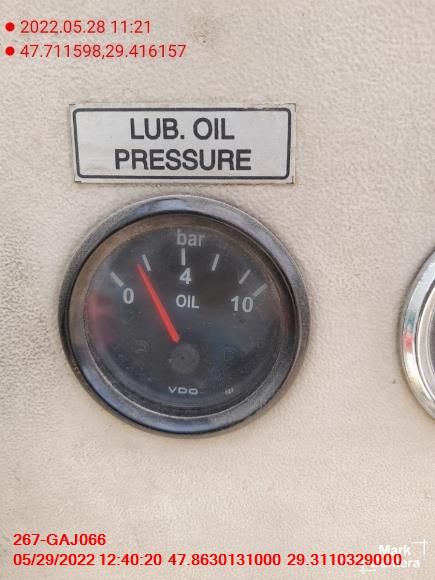 2022.05.28 11:21
47.711598,29.416157
LUB. OIL
PRESSURE
bar
4
0
OIL
10
VDO
267-GAJ066
Mark
05/29/2022 12:40:20 47.8630131000 29.3110329000